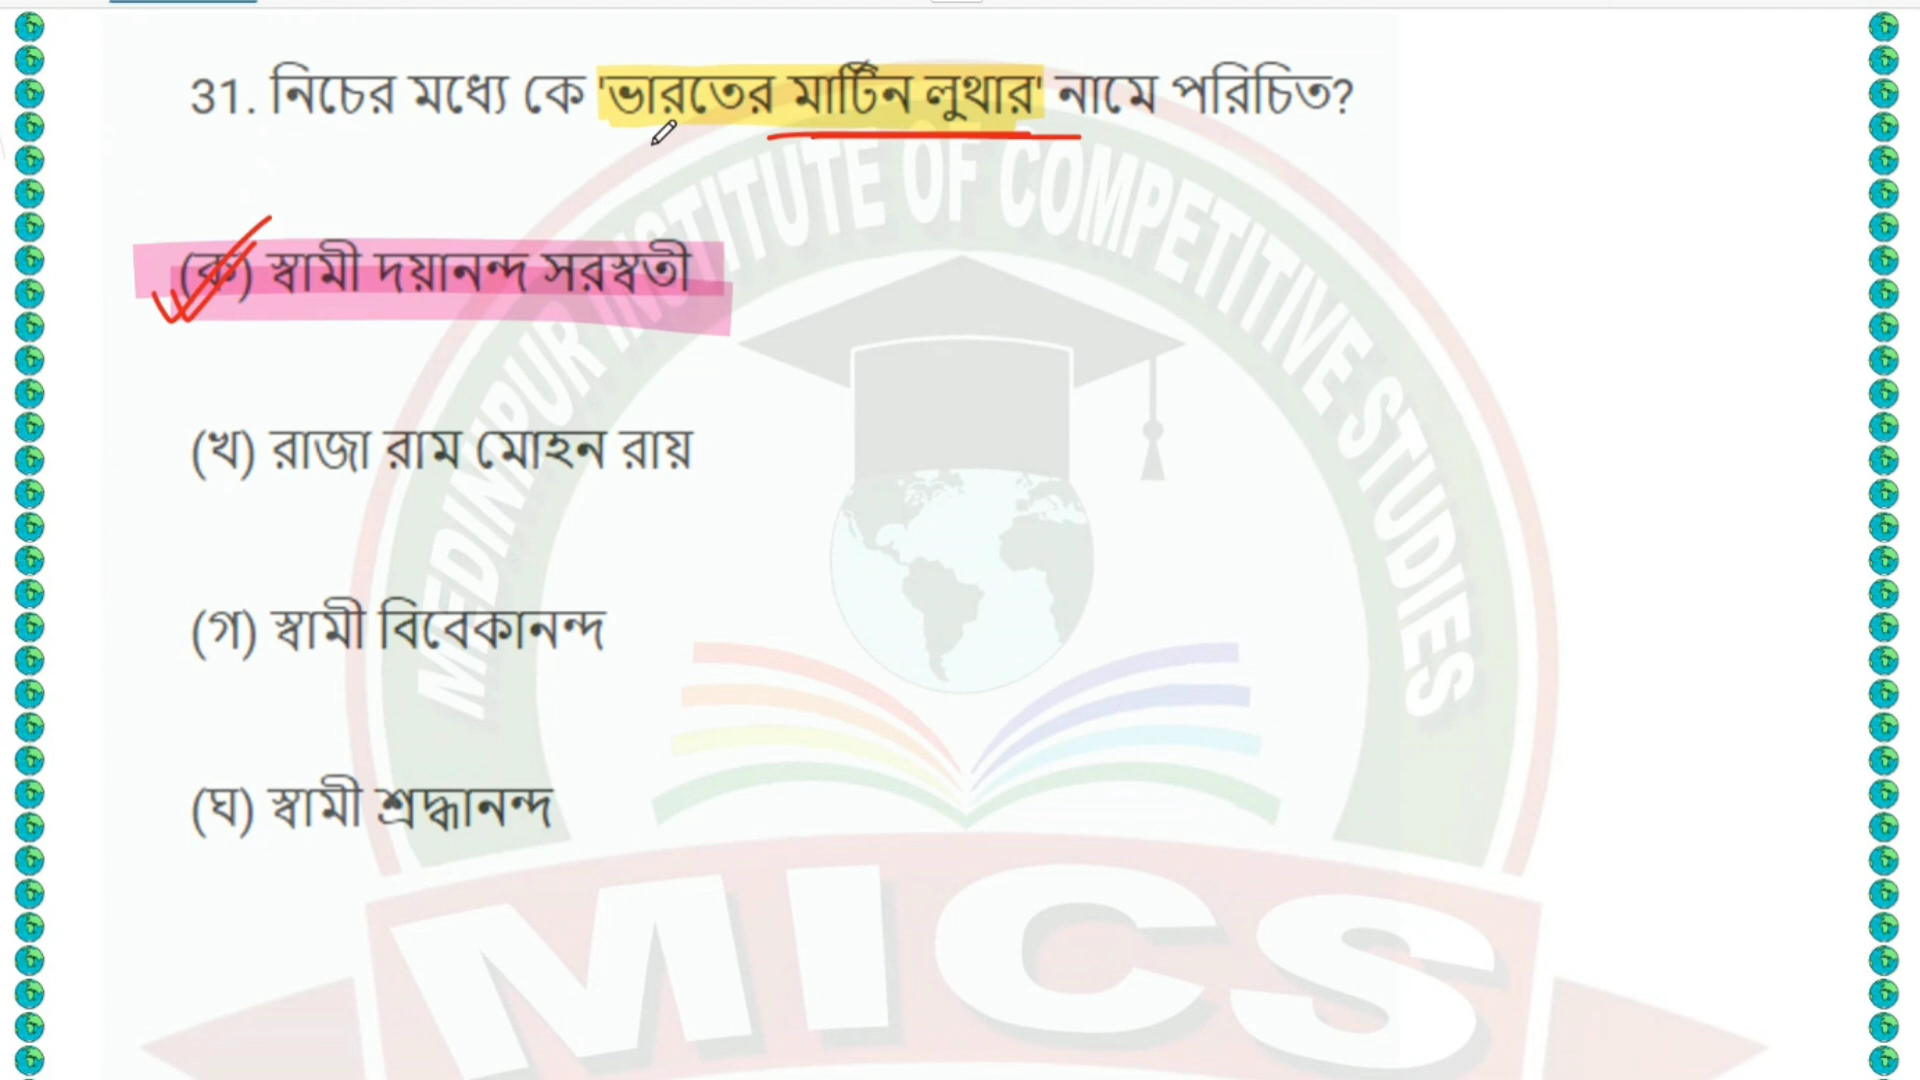 31. নিচের মধ্যে কে 'ভারতের মার্টিন লুথার' নামে পরিচিত?
(ক) স্বামী দয়ানন্দ সরস্বতী
(খ) রাজা রাম মোহন রায়
(গ) স্বামী বিবেকানন্দ
(ঘ) স্বামী শ্রদ্ধানন্দ
MEDINIPUR INSTITUTE OF COMPETITIVE STUDIES
MICS